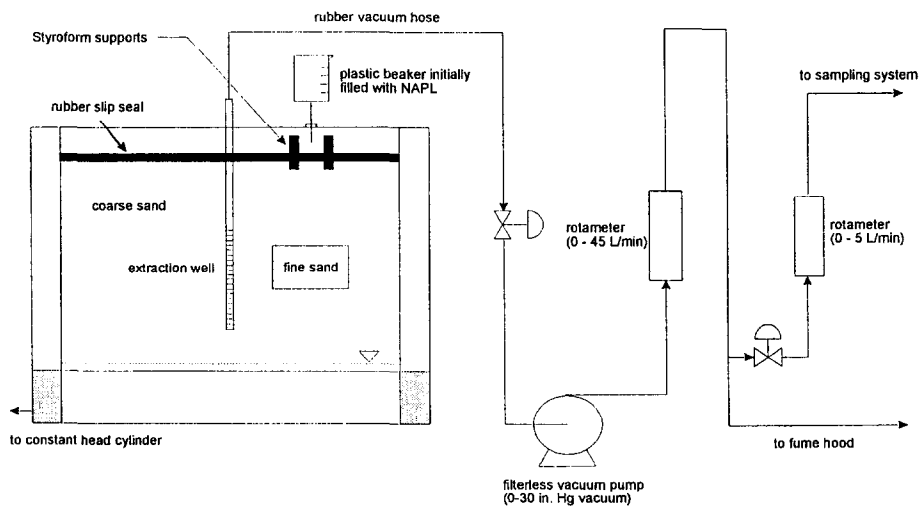 rubber vacuum hose
Styroform supports
plastic beaker initially
filled with NAPL
to sampling system
rubber slip seal
coarse sand
rotameter
(0 - 45 L/min)
rotameter
(0 - 5 L/min)
extraction well
fine sand
to constant head cylinder
to fume hood
filterless vacuum pump
(0-30 in. Hg vacuum)